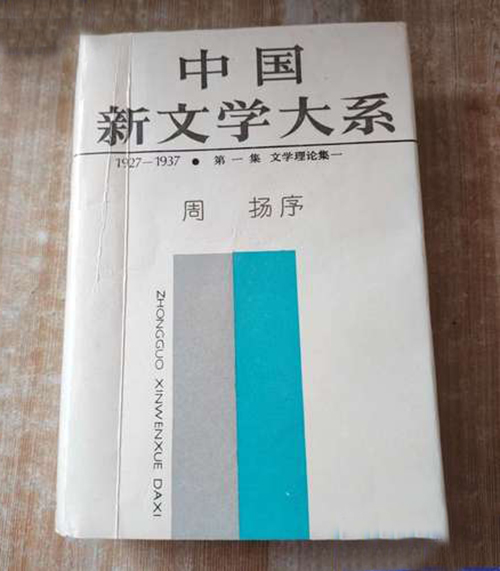 中国
新文学大系
1927—1937 ● 第一集 文学理论集一
周 扬序
ZHONGGUO XINWENXUE DAXI